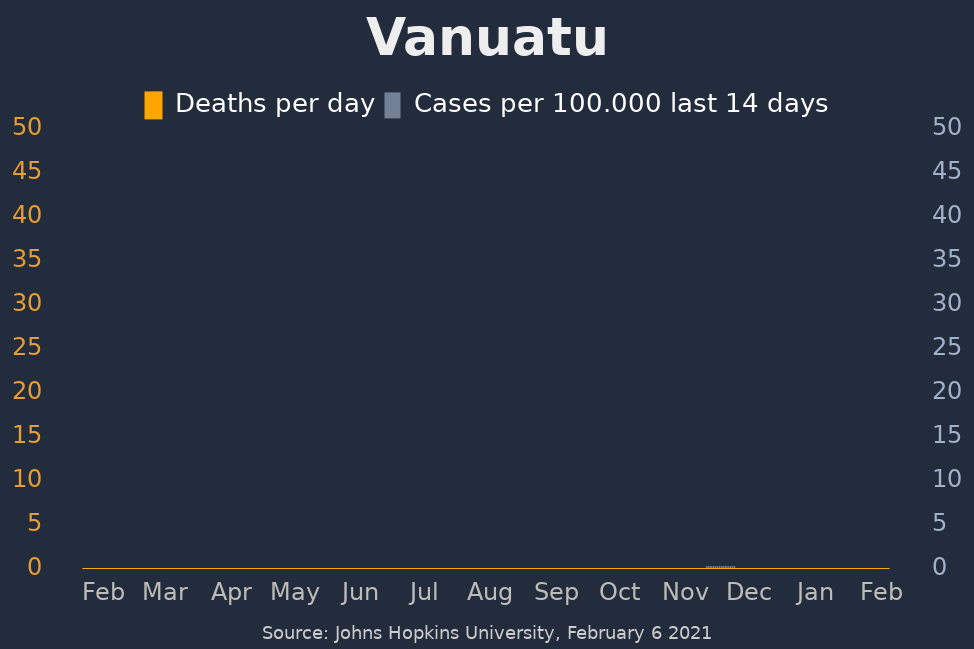 Vanuatu
Deaths per day Cases per 100.000 last 14 days
50 50
45 45
40 40
35 35
30 30
25 25
20 20
15 15
10 10
5 5
0 0
Feb Mar Apr May Jun Jul Aug Sep Oct Nov Dec Jan Feb
Source: Johns Hopkins University, February 6 2021